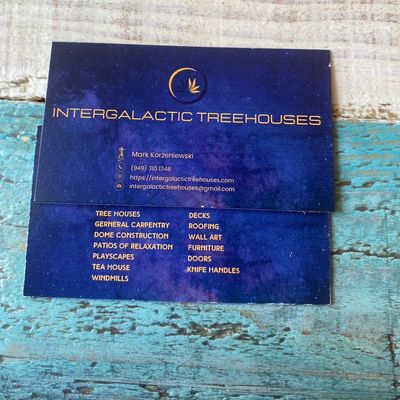 INTERGALACTIC TREEHOUSES
Mark Korzeniewski
(949) 310 1346
https://intergalactictreehouses.com
intergalactictreehouses@gmail.com
TREE HOUSES
GERNERAL CARPENTRY
DOME CONSTRUCTION
PATIOS OF RELAXATION
PLAYSCAPES
TEA HOUSE
WINDMILLS
DECKS
ROOFING
WALL ART
FURNITURE
DOORS
KNIFE HANDLES